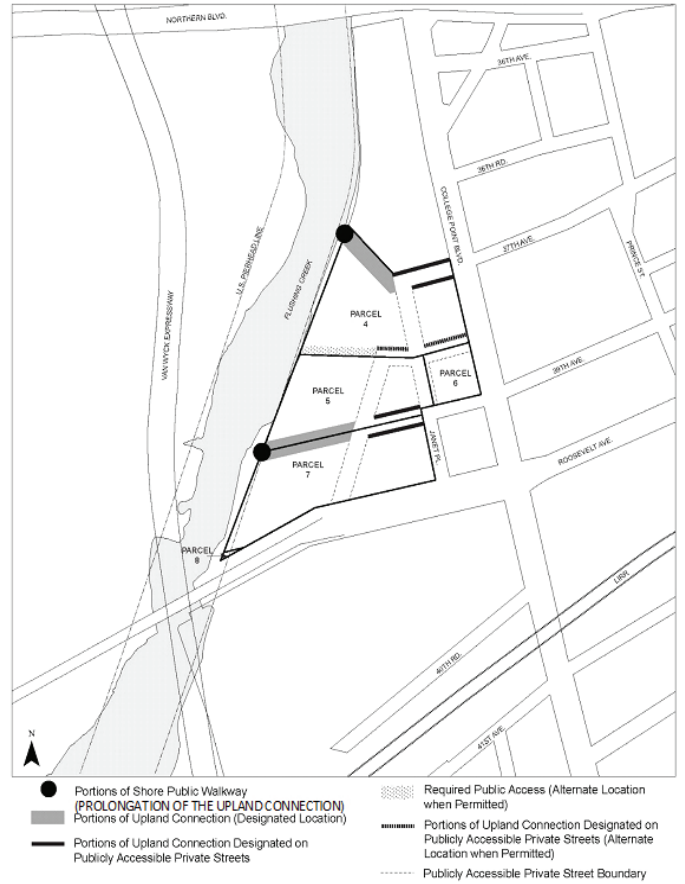 NORTHERN BLVD.
36TH AVE.
36TH RD.
COLLEGE POINT BLVD.
37TH AVE.
PRINCE ST.
U.S. PIERHEAD LINE
FLUSHING CREEK
VAN WYCK EXPRESSWAY
PARCEL
4
PARCEL
5
PARCEL
6
39TH AVE.
JANET PL.
ROOSEVELT AVE.
PARCEL
7
PARCEL
8
LIRR
40TH RD.
41ST AVE.
N
Portions of Shore Public Walkway
(PROLONGATION OF THE UPLAND CONNECTION)
Portions of Upland Connection (Designated Location)
Portions of Upland Connection Designated on
Publicly Accessible Private Streets
Required Public Access (Alternate Location
when Permitted)
Portions of Upland Connection Designated on
Publicly Accessible Private Streets (Alternate
Location when Permitted)
Publicly Accessible Private Street Boundary